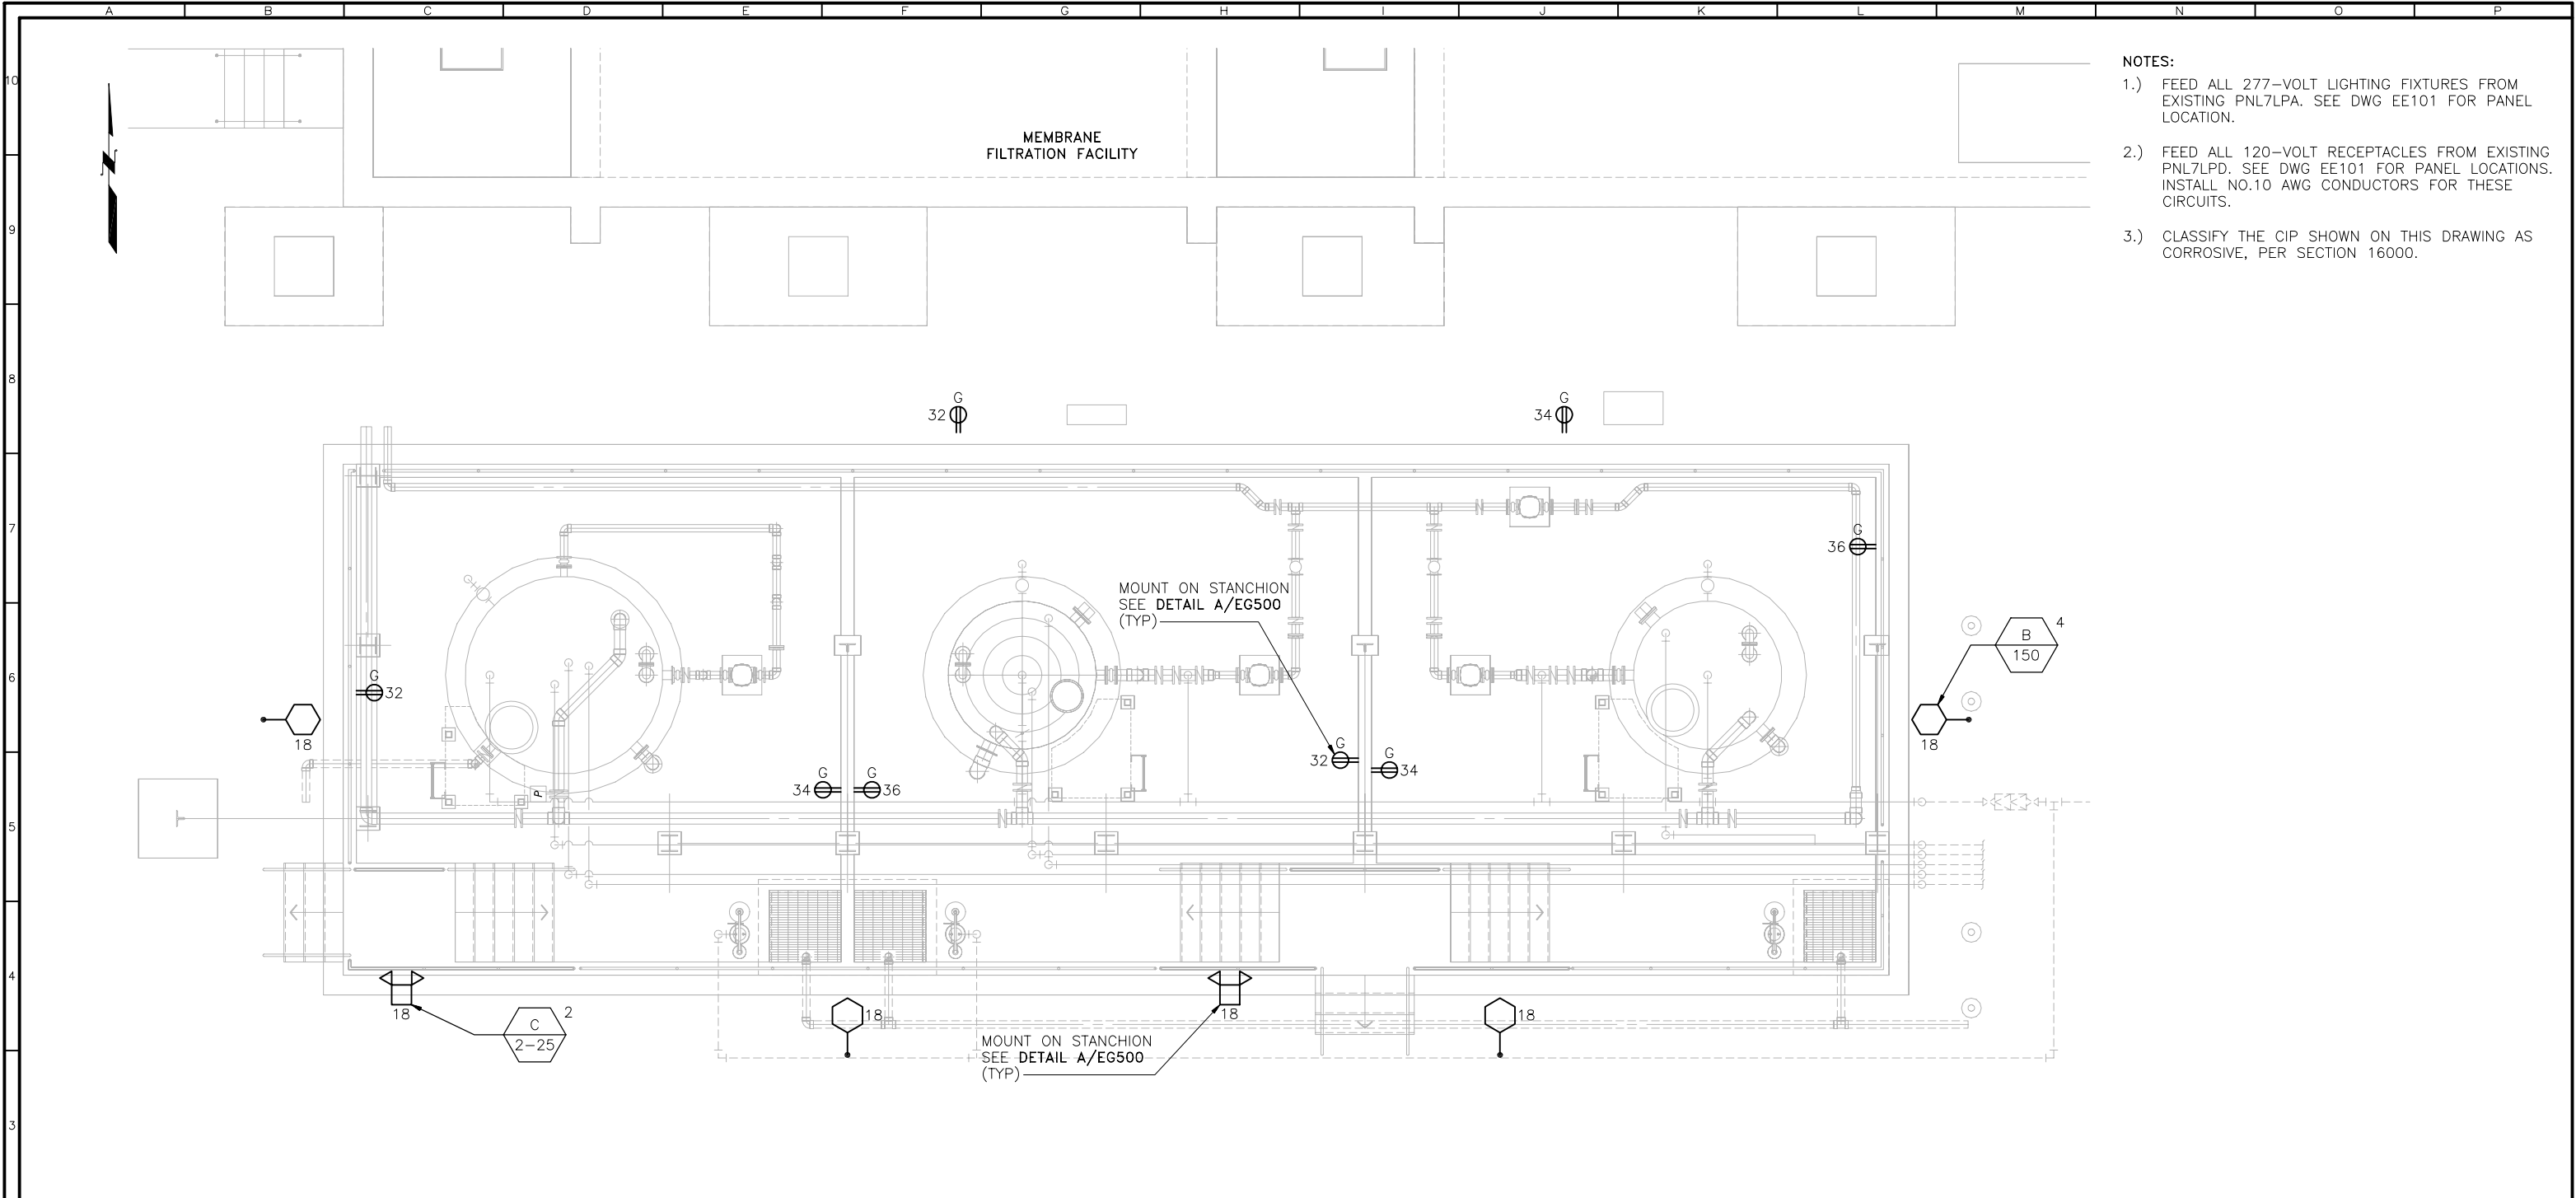 A B C D E F G H I J K L M N O P
10
9
8
7
6
5
4
3
N
MEMBRANE
FILTRATION FACILITY
NOTES:
1.) FEED ALL 277-VOLT LIGHTING FIXTURES FROM
EXISTING PNL7LPA. SEE DWG EE101 FOR PANEL
LOCATION.
2.) FEED ALL 120-VOLT RECEPTACLES FROM EXISTING
PNL7LPD. SEE DWG EE101 FOR PANEL LOCATIONS.
INSTALL NO.10 AWG CONDUCTORS FOR THESE
CIRCUITS.
3.) CLASSIFY THE CIP SHOWN ON THIS DRAWING AS
CORROSIVE, PER SECTION 16000.
G
32
G
34
G
36
MOUNT ON STANCHION
SEE DETAIL A/EG500
(TYP)
B
150
4
G
32
18
18
G
32
G
34
G
34
G
36
P
18
C
2-25
2
18
18
18
MOUNT ON STANCHION
SEE DETAIL A/EG500
(TYP)